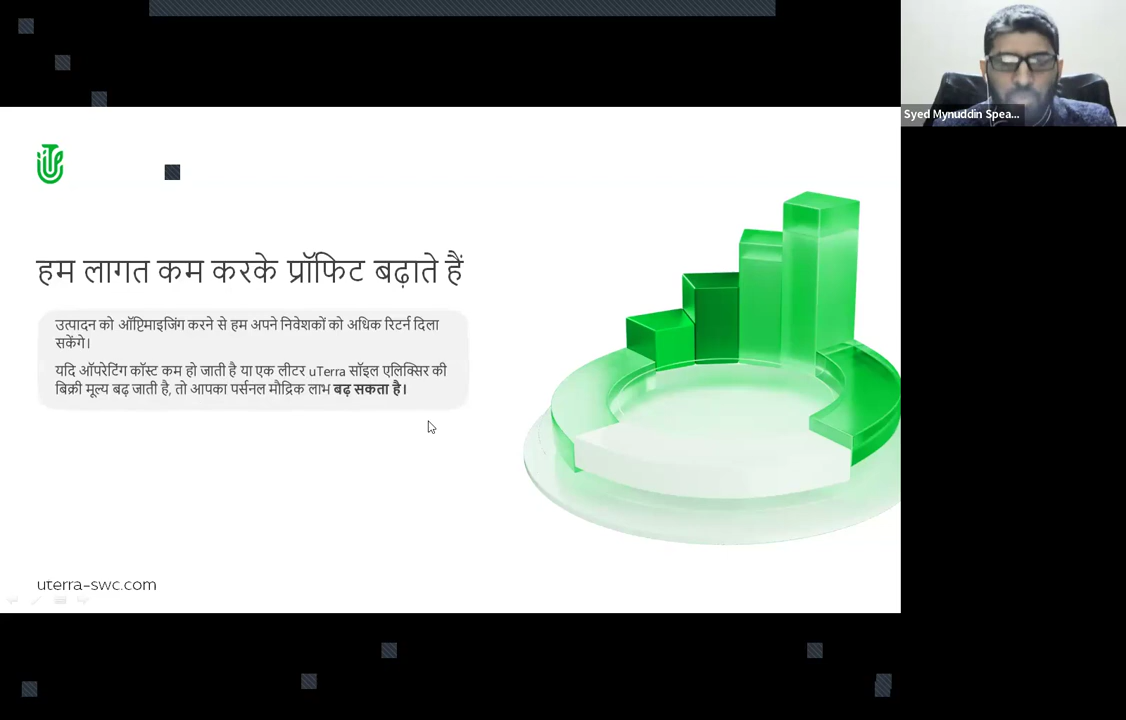 Syed Mynuddin Spea...
हम लागत कम करके प्रॉफिट बढ़ाते हैं
उत्पादन को ऑप्टिमाइजिंग करने से हम अपने निवेशकों को अधिक रिटर्न दिला
सकेंगे।
यदि ऑपरेटिंग कॉस्ट कम हो जाती है या एक लीटर uTerra सॉइल एलिक्सिर की
बिक्री मूल्य बढ़ जाती है, तो आपका पर्सनल मौद्रिक लाभ बढ़ सकता है।
uterra-swc.com